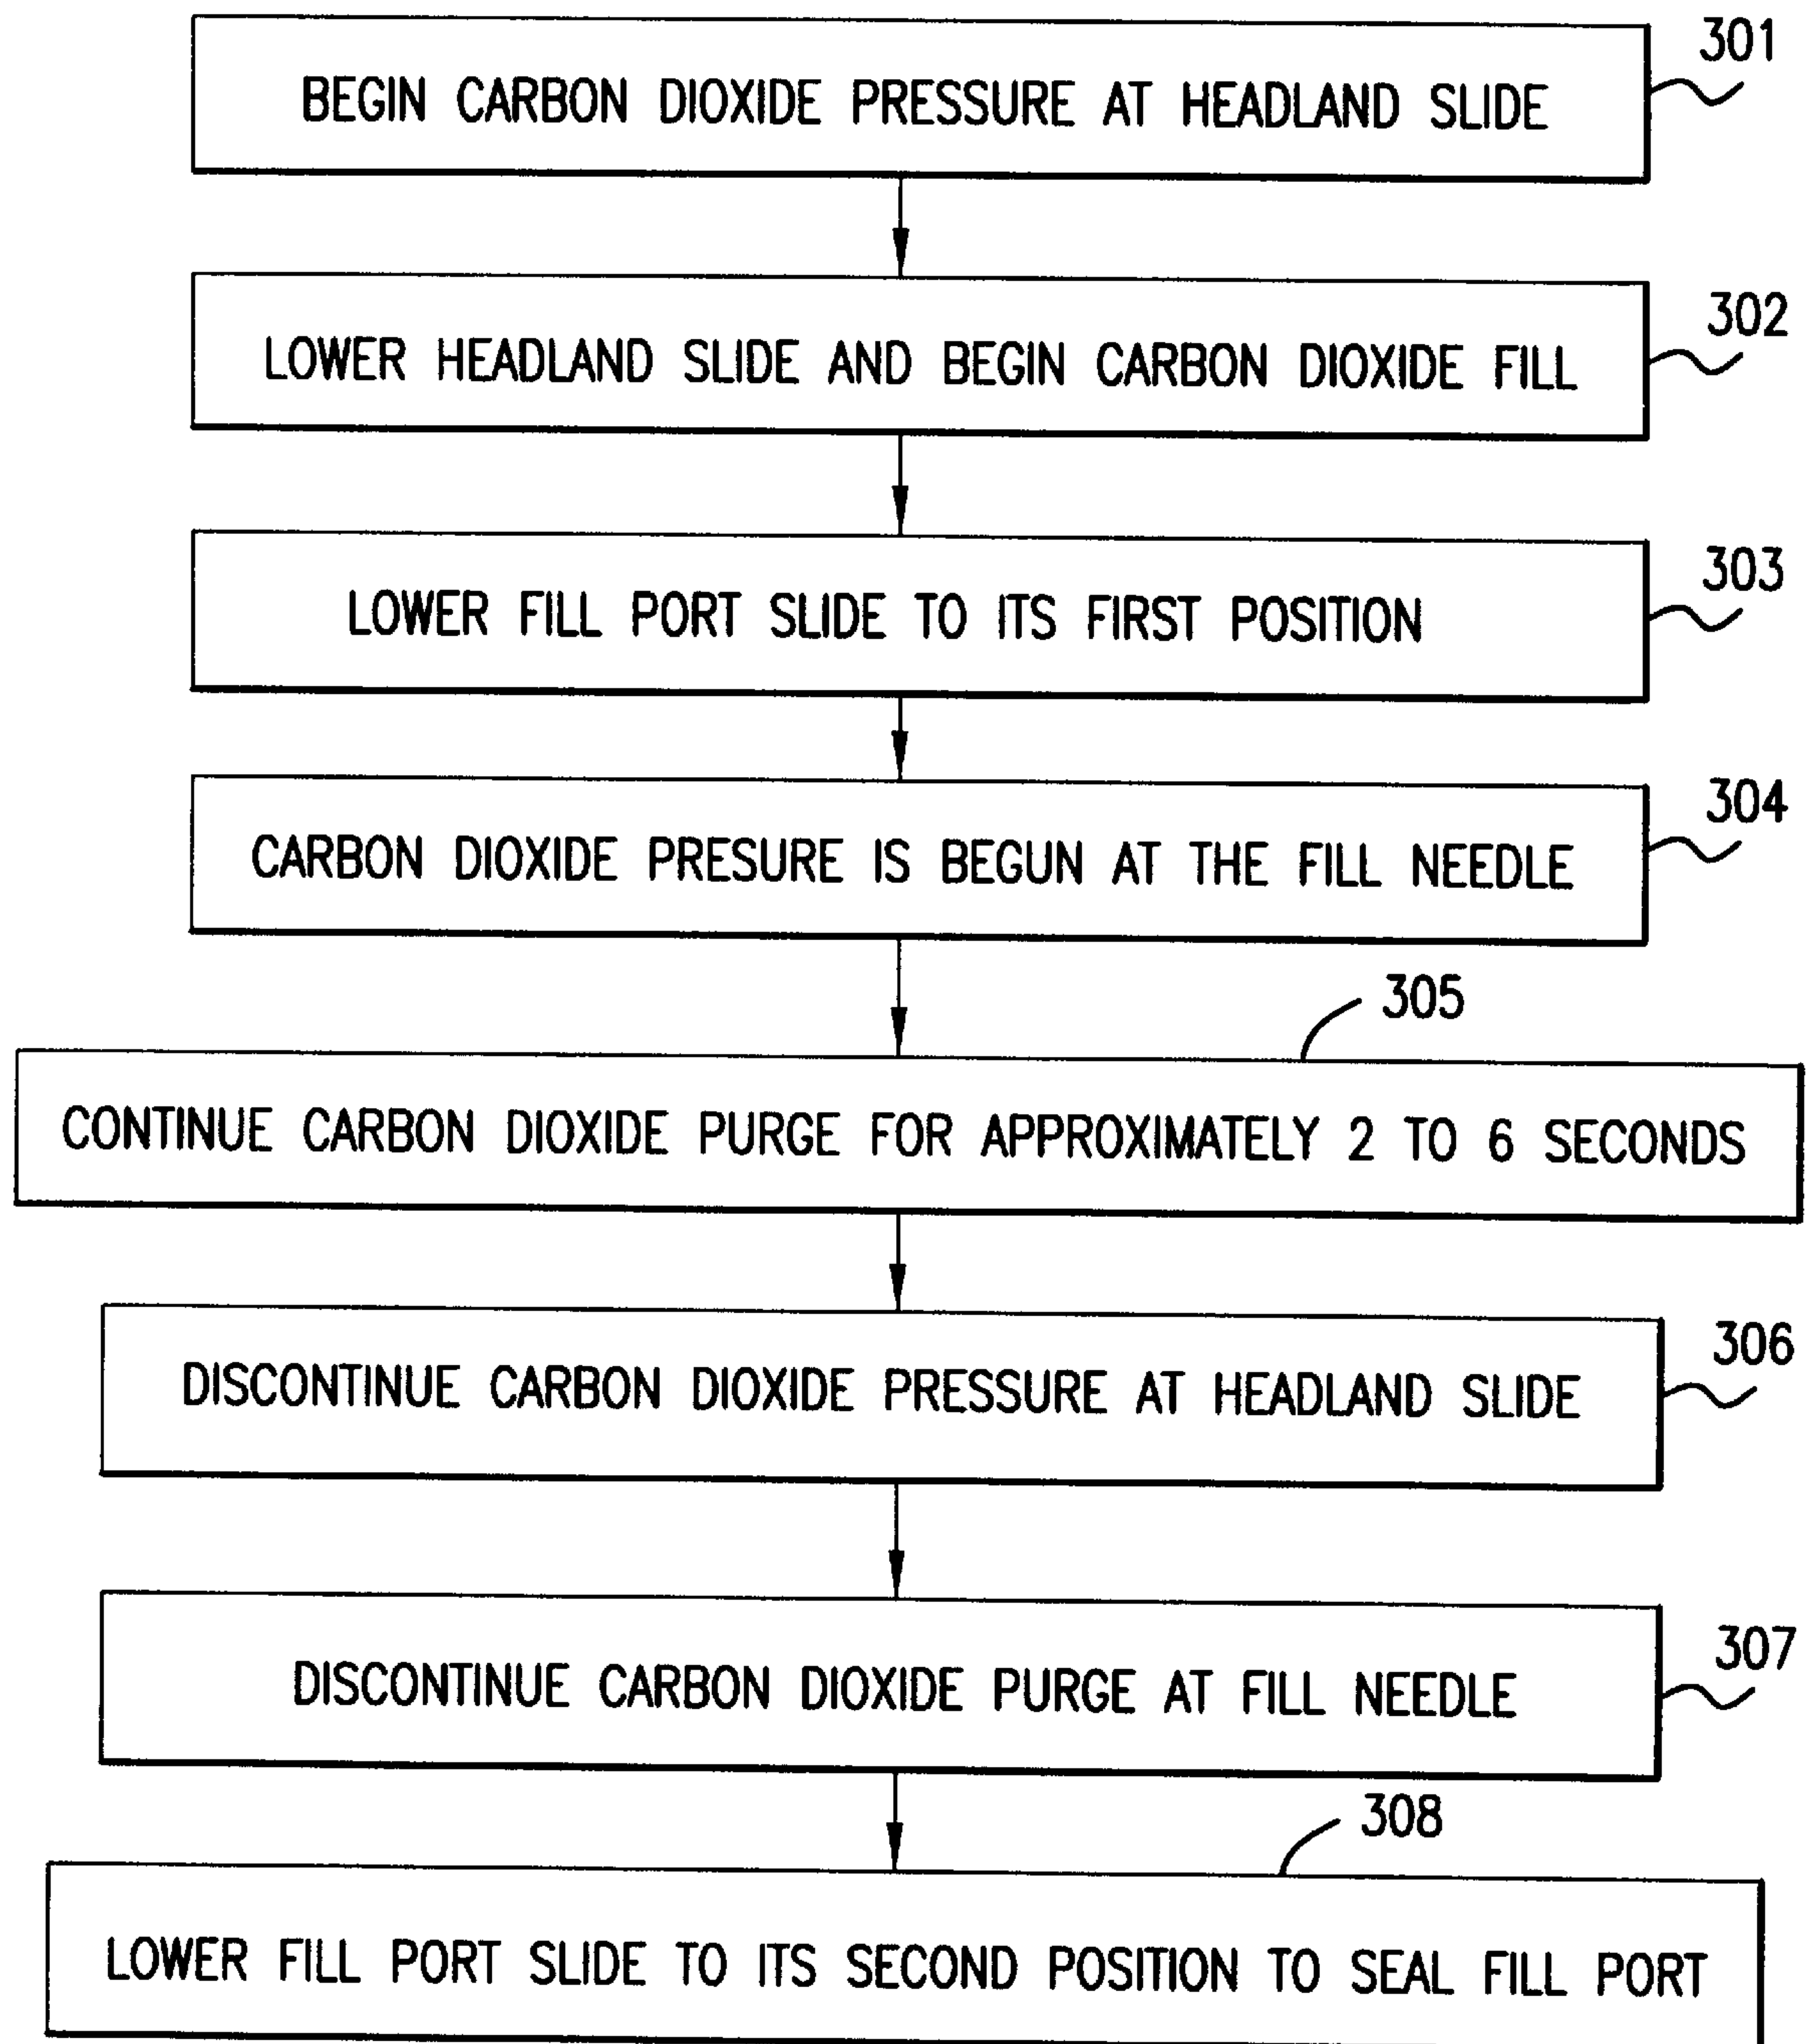 BEGIN CARBON DIOXIDE PRESSURE AT HEADLAND SLIDE
301
LOWER HEADLAND SLIDE AND BEGIN CARBON DIOXIDE FILL
302
LOWER FILL PORT SLIDE TO ITS FIRST POSITION
303
CARBON DIOXIDE PRESURE IS BEGUN AT THE FILL NEEDLE
304
305
CONTINUE CARBON DIOXIDE PURGE FOR APPROXIMATELY 2 TO 6 SECONDS
DISCONTINUE CARBON DIOXIDE PRESSURE AT HEADLAND SLIDE
306
DISCONTINUE CARBON DIOXIDE PURGE AT FILL NEEDLE
307
308
LOWER FILL PORT SLIDE TO ITS SECOND POSITION TO SEAL FILL PORT